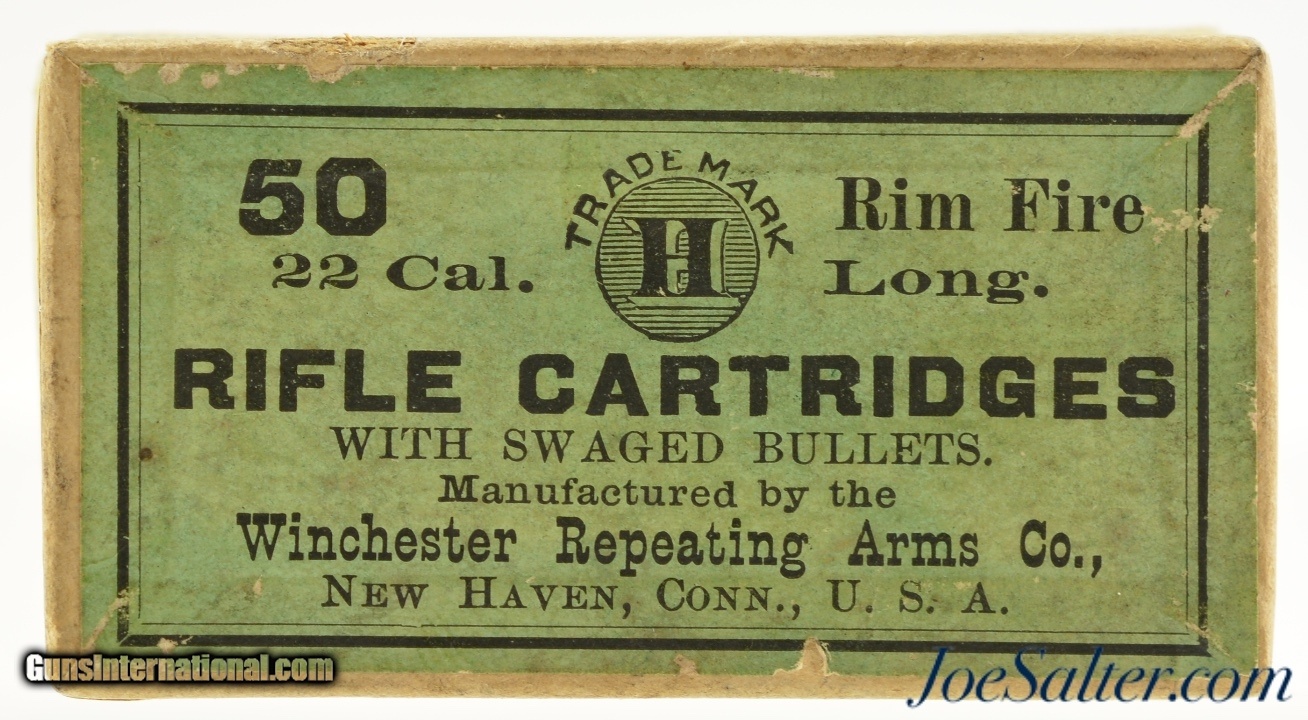 50
22 Cal.
TRADE MARK
H
Rim Fire
Long.
RIFLE CARTRIDGES
WITH SWAGED BULLETS.
Manufactured by the
Winchester Repeating Arms Co.,
NEW HAVEN, CONN., U. S. A.
GunsInternational.com
JoeSalter.com